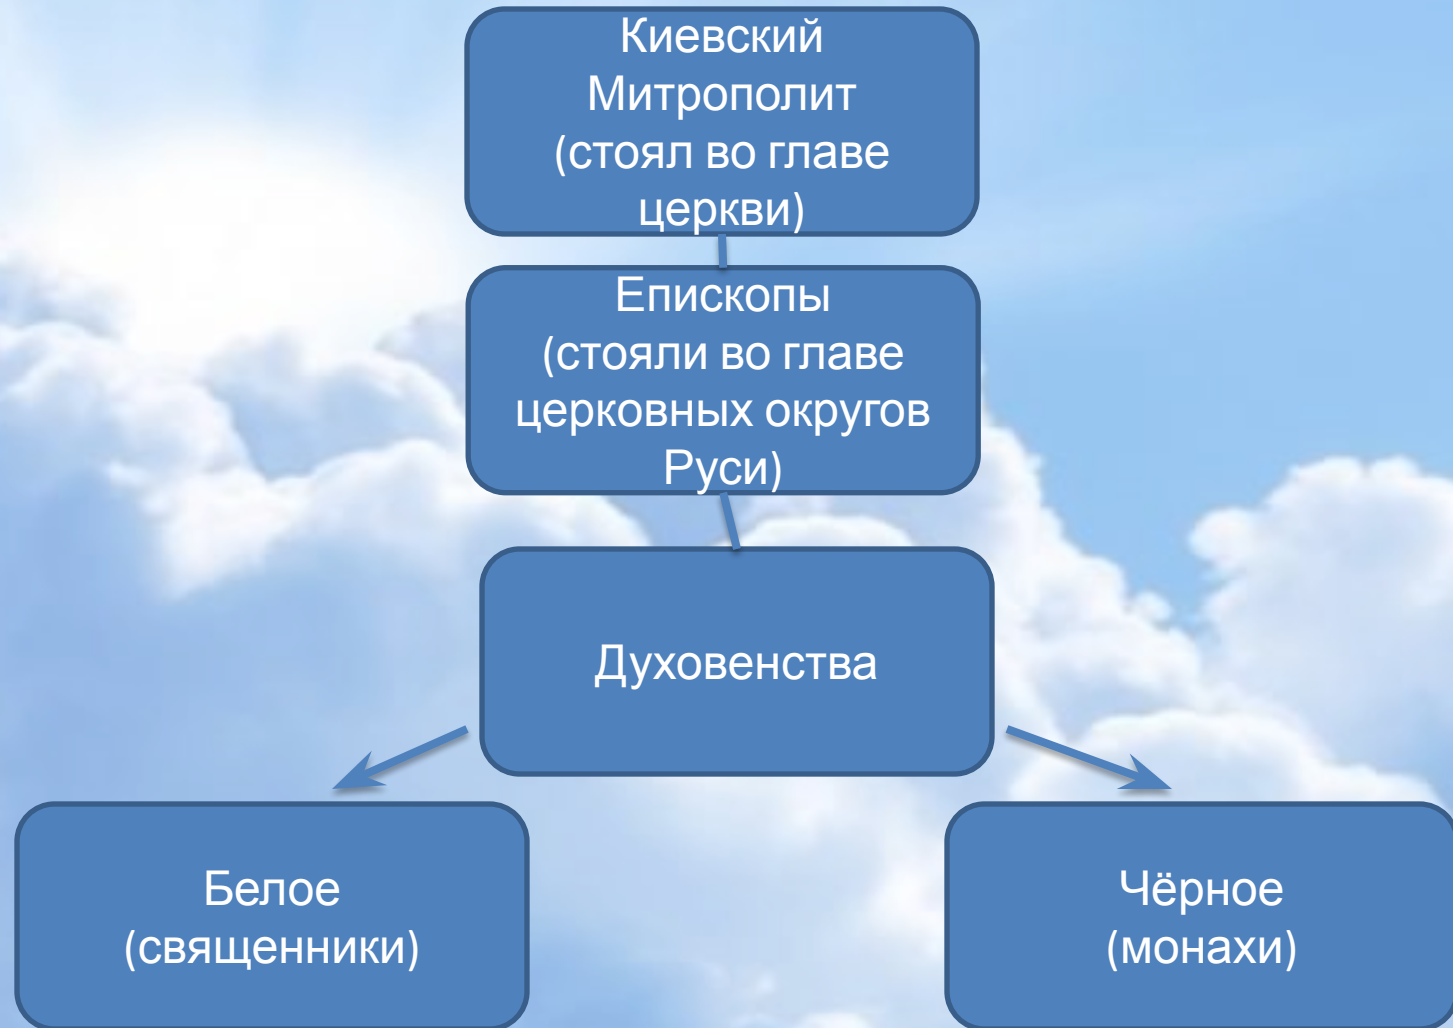 Киевский
Митрополит
(стоял во главе
церкви)
Епископы
(стояли во главе
церковных округов
Руси)
Духовенства
Белое
(священники)
Чёрное
(монахи)